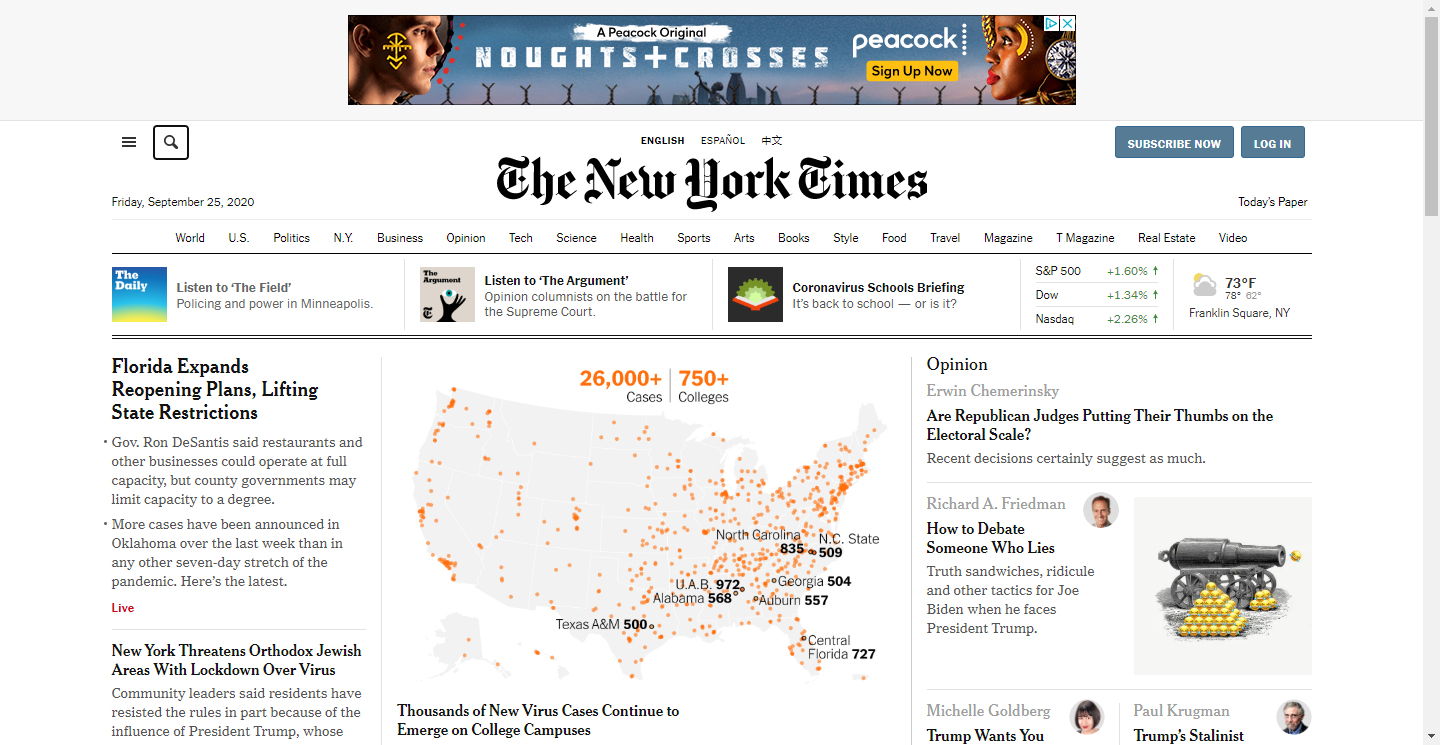 A Peacock Original
NOUGHTS+CROSSES
peacock
Sign Up Now
ENGLISH ESPAÑOL 中文
SUBSCRIBE NOW LOG IN
The New York Times
Friday, September 25, 2020
Today's Paper
World U.S. Politics N.Y. Business Opinion Tech Science Health Sports Arts Books Style Food Travel Magazine T Magazine Real Estate Video
The
Daily
Listen to ‘The Field’
Policing and power in Minneapolis.
The
Argument
Listen to ‘The Argument’
Opinion columnists on the battle for
the Supreme Court.
Coronavirus Schools Briefing
It’s back to school — or is it?
S&P 500 +1.60% ↑
Dow +1.34% ↑
Nasdaq +2.26% ↑
73°F
78° 62°
Franklin Square, NY
Florida Expands
Reopening Plans, Lifting
State Restrictions
• Gov. Ron DeSantis said restaurants and
other businesses could operate at full
capacity, but county governments may
limit capacity to a degree.
• More cases have been announced in
Oklahoma over the last week than in
any other seven-day stretch of the
pandemic. Here’s the latest.
Live
New York Threatens Orthodox Jewish
Areas With Lockdown Over Virus
Community leaders said residents have
resisted the rules in part because of the
influence of President Trump, whose
26,000+ 750+
Cases Colleges
North Carolina
835
N.C. State
509
U.A.B. 972
Georgia 504
Alabama 568
Auburn 557
Texas A&M 500
Central
Florida 727
Thousands of New Virus Cases Continue to
Emerge on College Campuses
Opinion
Erwin Chemerinsky
Are Republican Judges Putting Their Thumbs on the
Electoral Scale?
Recent decisions certainly suggest as much.
Richard A. Friedman
How to Debate
Someone Who Lies
Truth sandwiches, ridicule
and other tactics for Joe
Biden when he faces
President Trump.
Michelle Goldberg
Trump Wants You
Paul Krugman
Trump’s Stalinist